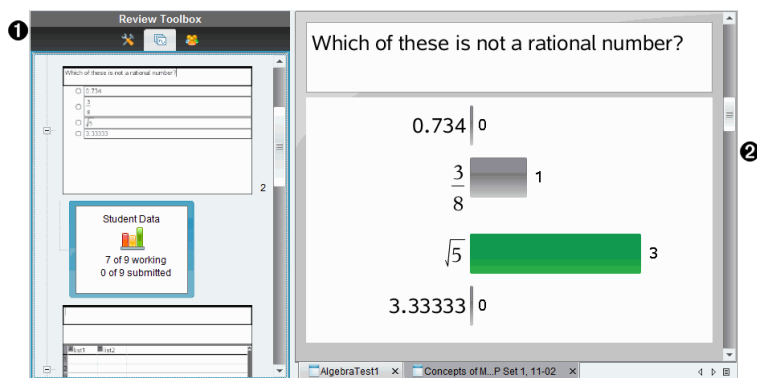 ❶
Review Toolbox
Which of these is not a rational number?
0.734
3
8
√5
3.33333
2
Student Data
7 of 9 working
0 of 9 submitted
list1 list2
Which of these is not a rational number?
0.734 0
3/8 1
√5 3
3.33333 0
❷
AlgebraTest1 × Concepts of M...P Set 1, 11-02 ×